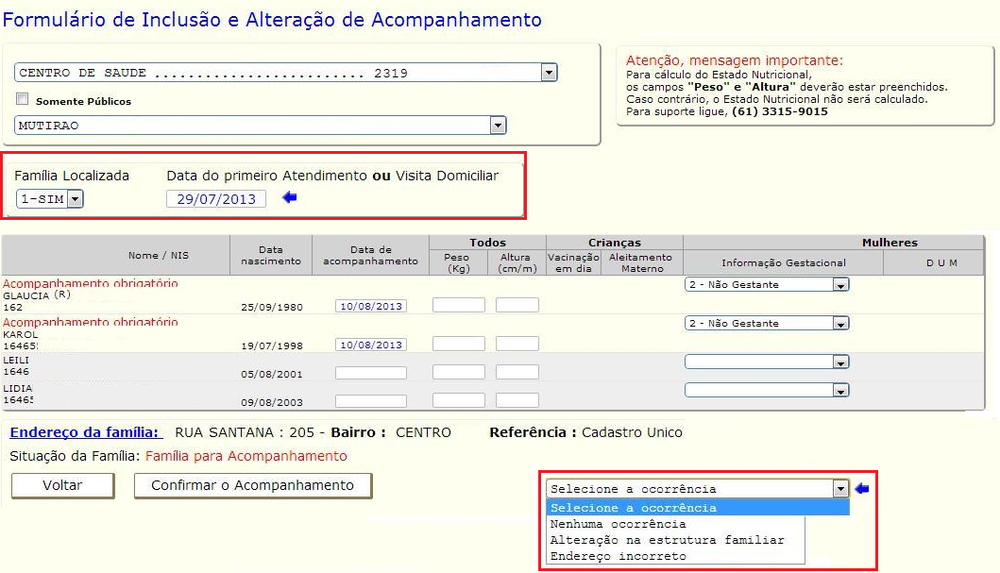 Formulário de Inclusão e Alteração de Acompanhamento
CENTRO DE SAUDE ......................... 2319
Somente Públicos
MUTIRAO
Atenção, mensagem importante:
Para cálculo do Estado Nutricional,
os campos "Peso" e "Altura" deverão estar preenchidos.
Caso contrário, o Estado Nutricional não será calculado.
Para suporte ligue, (61) 3315-9015
Família Localizada Data do primeiro Atendimento ou Visita Domiciliar
1-SIM 29/07/2013
Nome / NIS
Data
nascimento
Data de
acompanhamento
Todos
Peso
(Kg)
Altura
(cm/m)
Crianças
Vacinação
em dia
Aleitamento
Materno
Mulheres
Informação Gestacional
D U M
Acompanhamento obrigatório
GLAUCIA (R)
162 25/09/1980 10/08/2013 2 - Não Gestante
Acompanhamento obrigatório
KAROL
16465 19/07/1998 10/08/2013 2 - Não Gestante
LEILI
1646 05/08/2001
LIDIA
1646 09/08/2003
Endereço da família: RUA SANTANA : 205 - Bairro : CENTRO Referência : Cadastro Unico
Situação da Família: Família para Acompanhamento
Voltar Confirmar o Acompanhamento
Selecione a ocorrência
Selecione a ocorrência
Nenhuma ocorrência
Alteração na estrutura familiar
Endereço incorreto